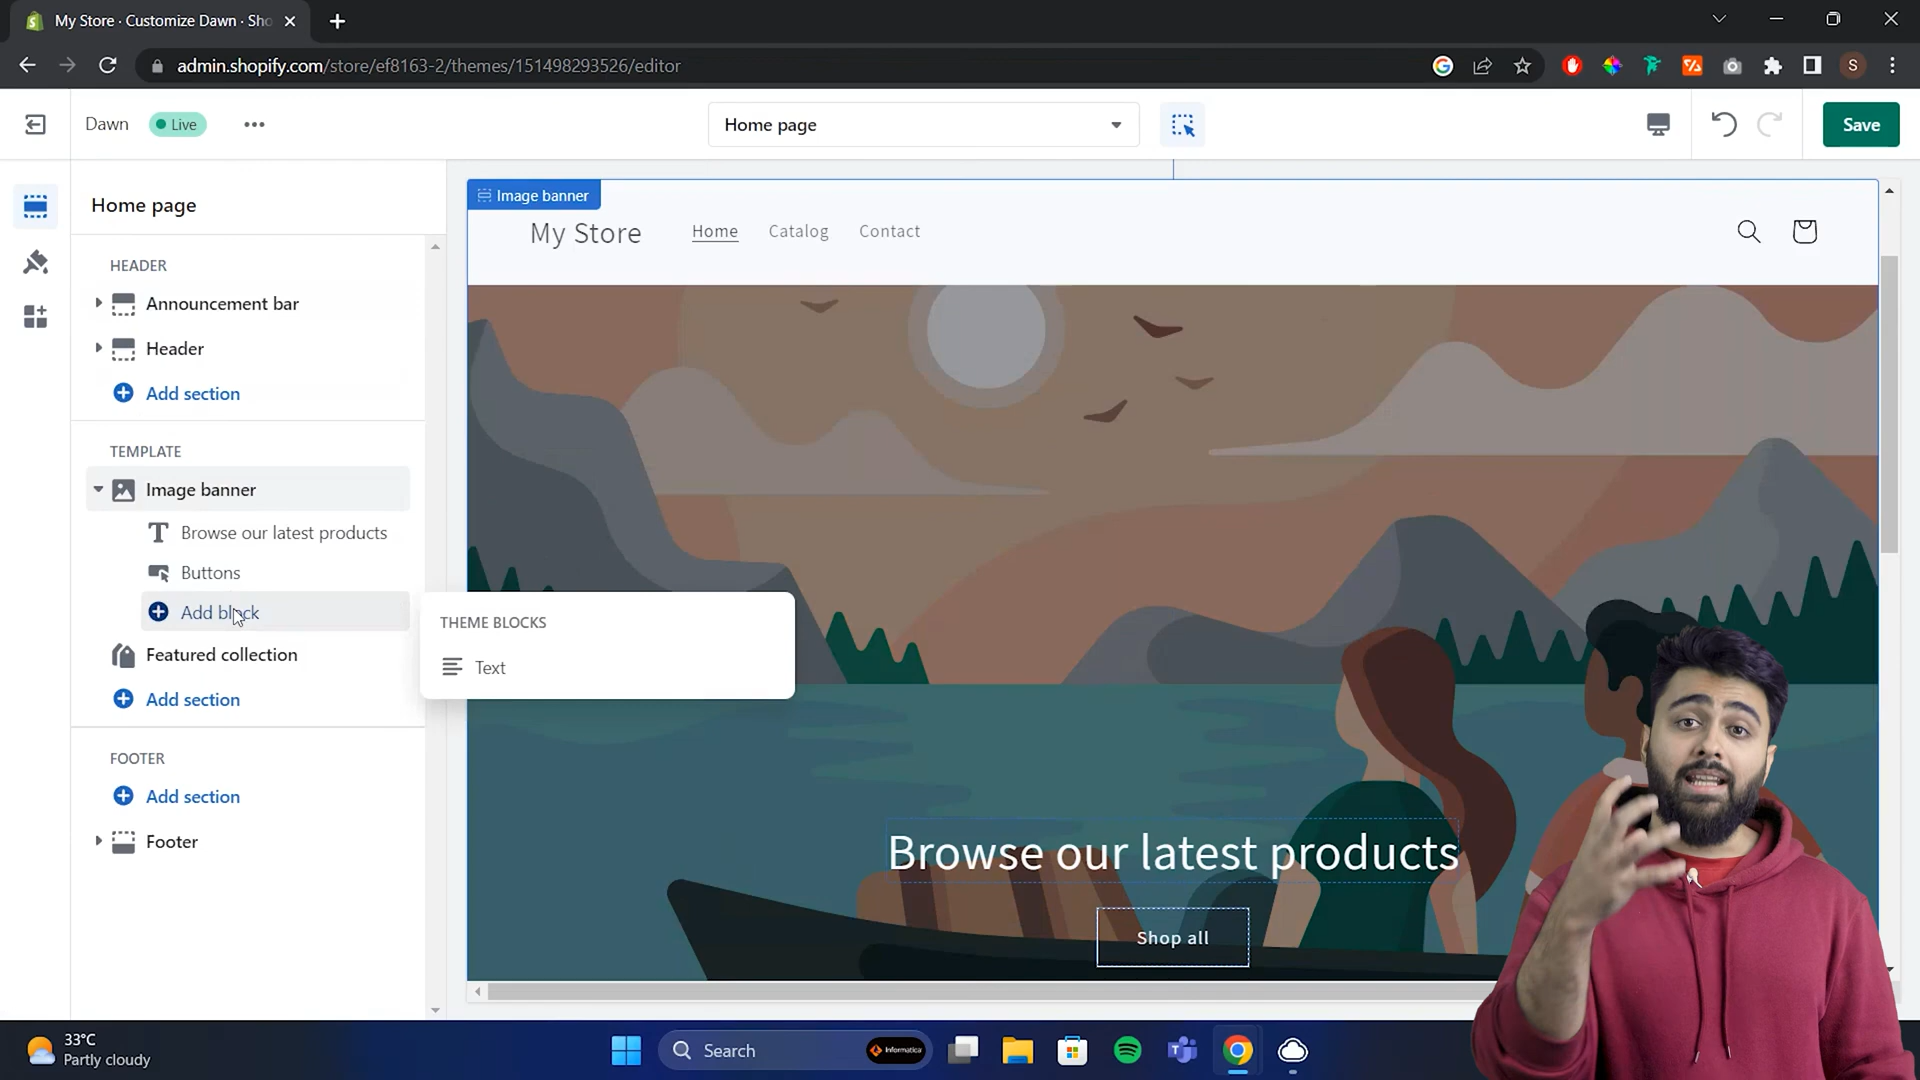 My Store · Customize Dawn · Sho
admin.shopify.com/store/ef8163-2/themes/151498293526/editor
S
Dawn
Live
Home page
Save
Home page
HEADER
Announcement bar
Header
Add section
TEMPLATE
Image banner
Browse our latest products
Buttons
Add block
Featured collection
Add section
FOOTER
Add section
Footer
THEME BLOCKS
Text
Image banner
My Store
Home
Catalog
Contact
Browse our latest products
Shop all
33°C
Partly cloudy
Search
Informatica